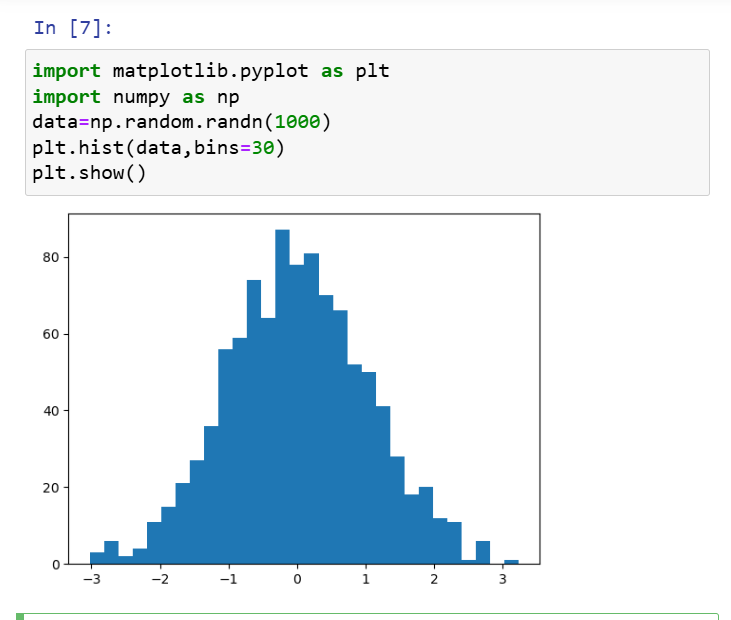 In [7]:
import matplotlib.pyplot as plt
import numpy as np
data=np.random.randn(1000)
plt.hist(data,bins=30)
plt.show()
80
60
40
20
0
−3 −2 −1 0 1 2 3